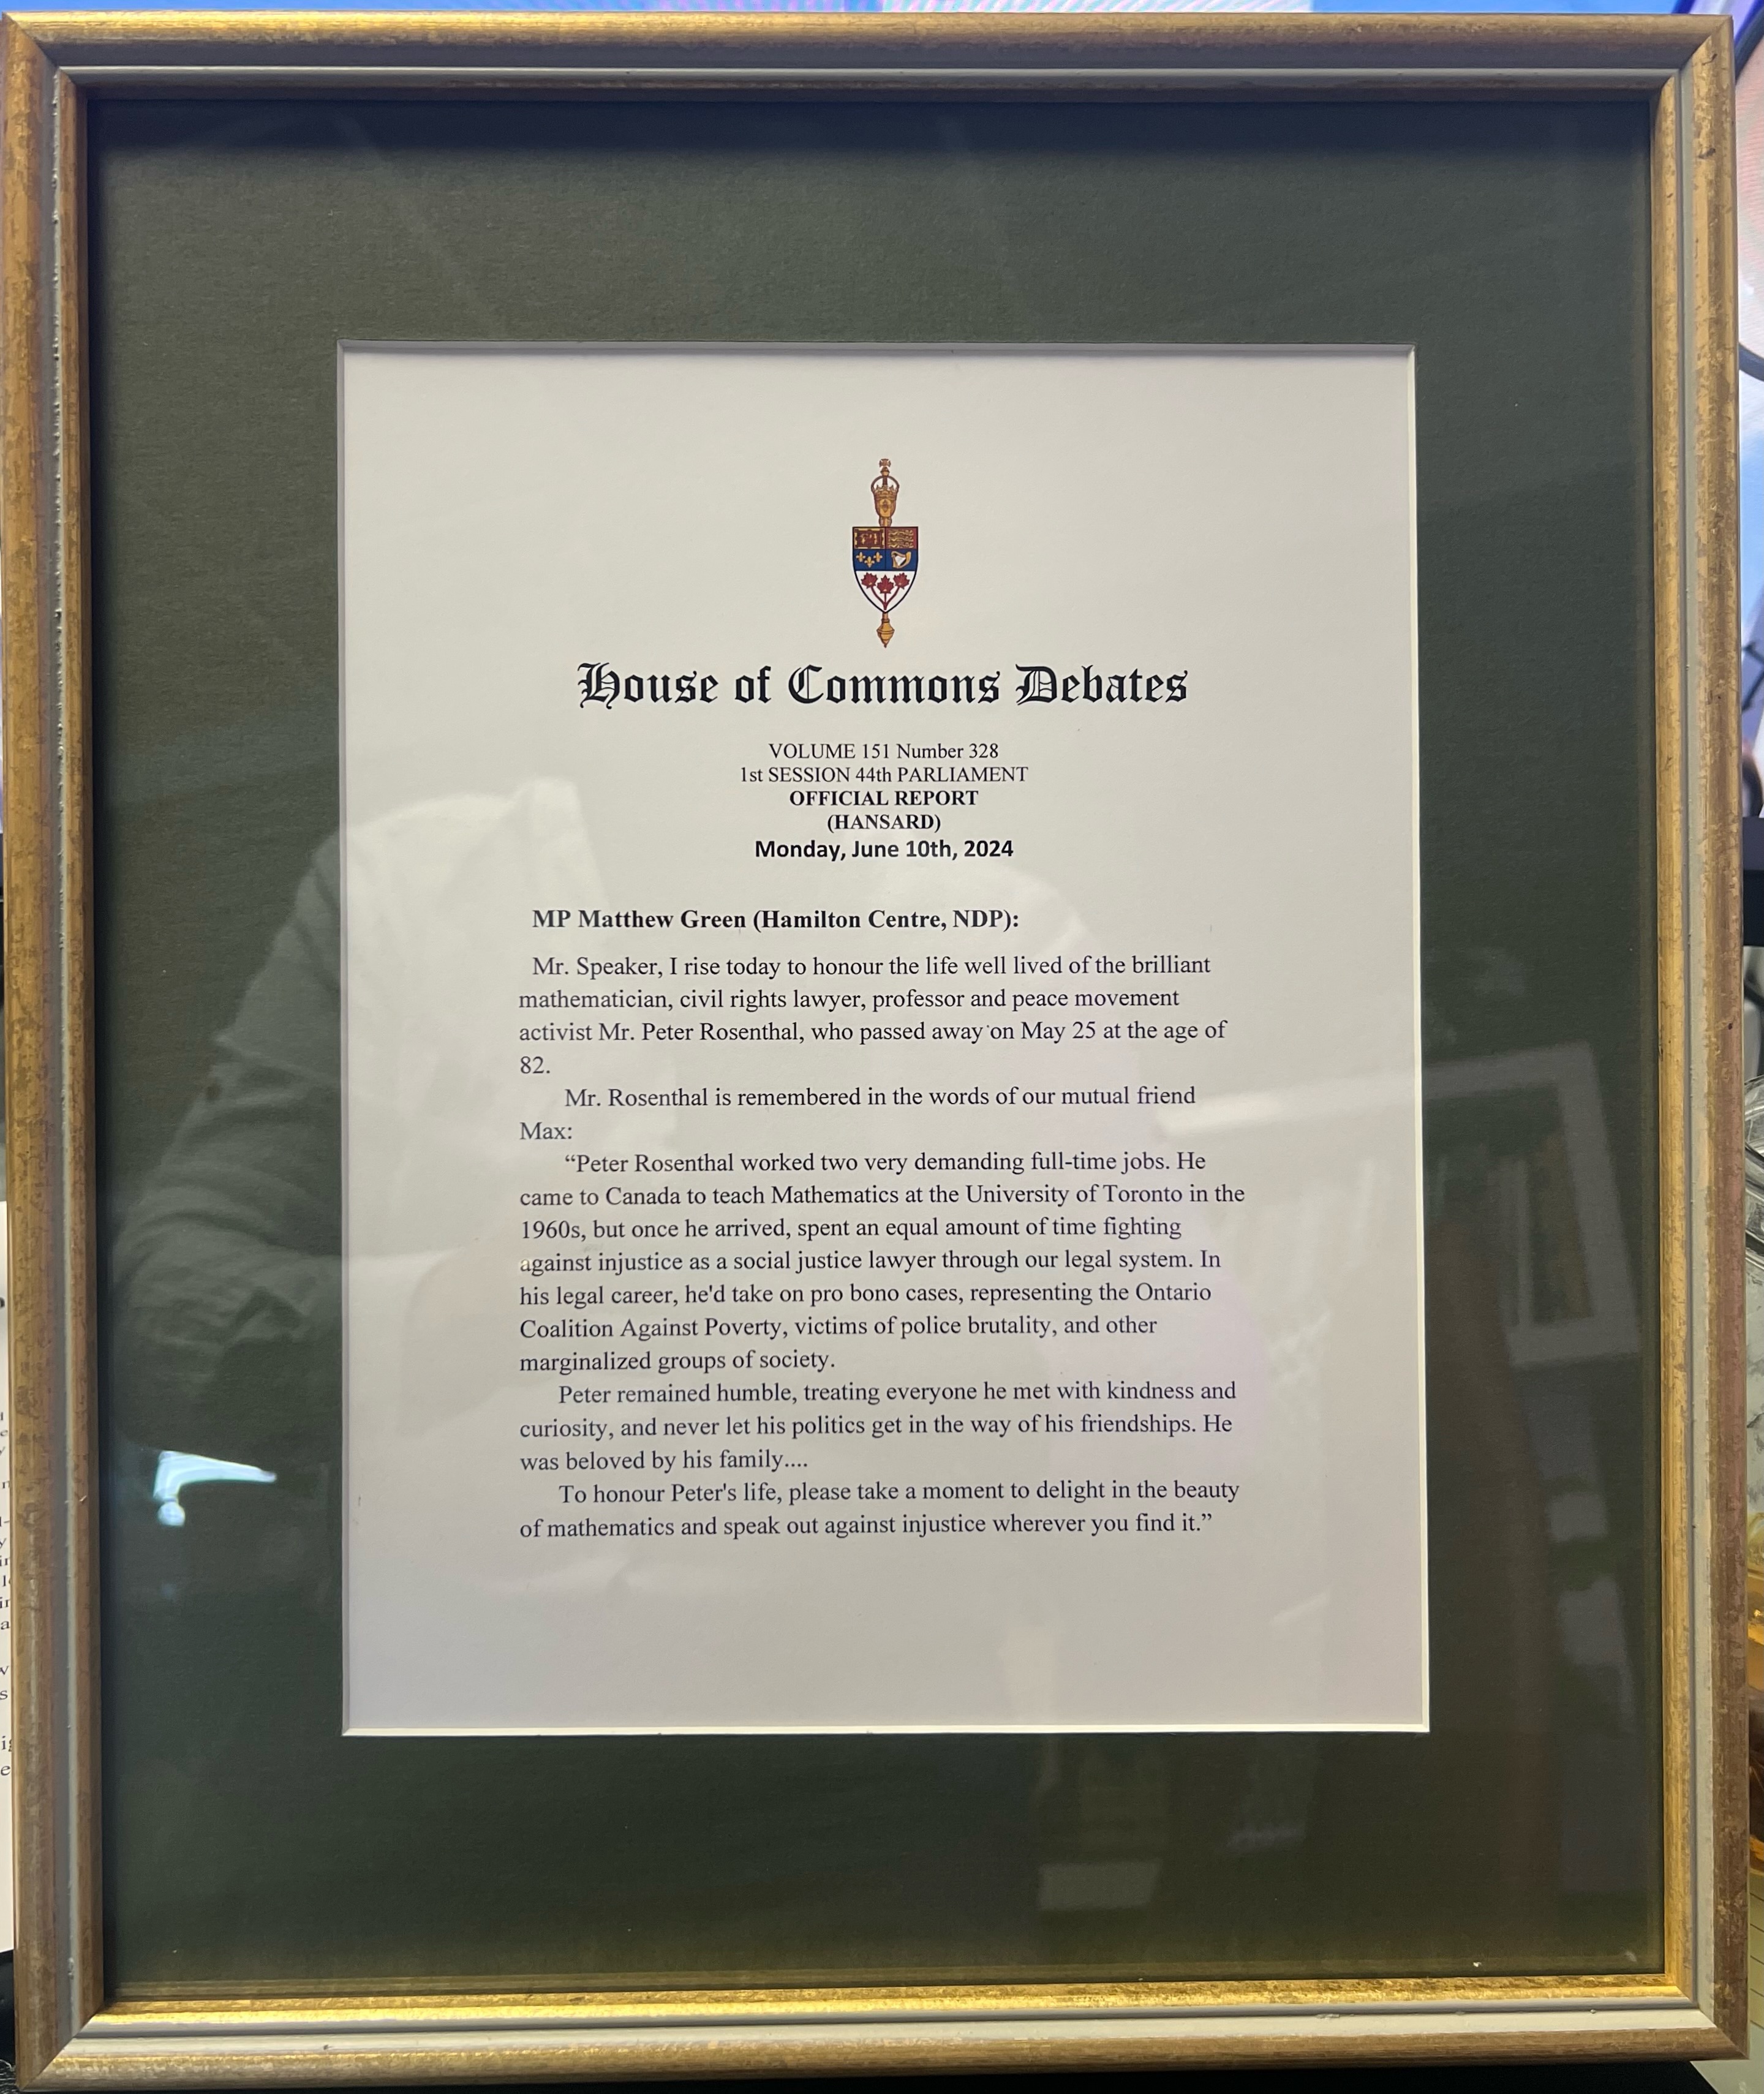 House of Commons Debates
VOLUME 151 Number 328
1st SESSION 44th PARLIAMENT
OFFICIAL REPORT
(HANSARD)
Monday, June 10th, 2024
MP Matthew Green (Hamilton Centre, NDP):
Mr. Speaker, I rise today to honour the life well lived of the brilliant
mathematician, civil rights lawyer, professor and peace movement
activist Mr. Peter Rosenthal, who passed away on May 25 at the age of
82.
Mr. Rosenthal is remembered in the words of our mutual friend
Max:
“Peter Rosenthal worked two very demanding full-time jobs. He
came to Canada to teach Mathematics at the University of Toronto in the
1960s, but once he arrived, spent an equal amount of time fighting
against injustice as a social justice lawyer through our legal system. In
his legal career, he'd take on pro bono cases, representing the Ontario
Coalition Against Poverty, victims of police brutality, and other
marginalized groups of society.
Peter remained humble, treating everyone he met with kindness and
curiosity, and never let his politics get in the way of his friendships. He
was beloved by his family....
To honour Peter's life, please take a moment to delight in the beauty
of mathematics and speak out against injustice wherever you find it.”